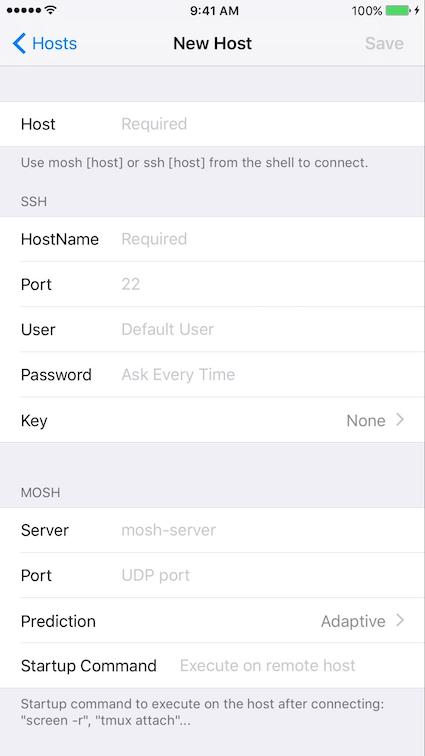 9:41 AM 100%
Hosts New Host Save
Host Required
Use mosh [host] or ssh [host] from the shell to connect.
SSH
HostName Required
Port 22
User Default User
Password Ask Every Time
Key None
MOSH
Server mosh-server
Port UDP port
Prediction Adaptive
Startup Command Execute on remote host
Startup command to execute on the host after connecting:
"screen -r", "tmux attach"...